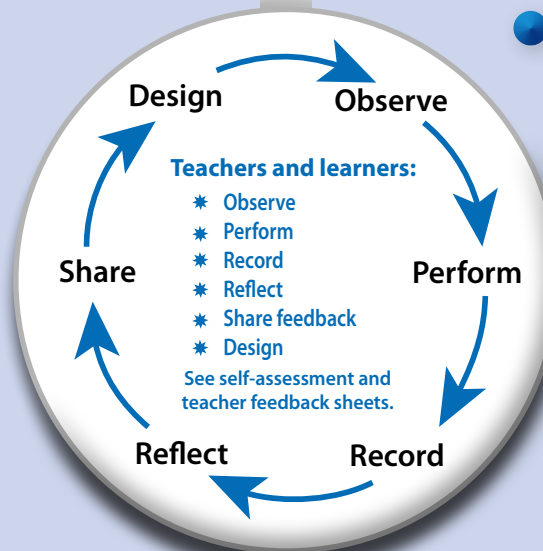 Design
Observe
Teachers and learners:
Observe
Perform
Record
Reflect
Share feedback
Design
See self-assessment and
teacher feedback sheets.
Share
Perform
Reflect
Record